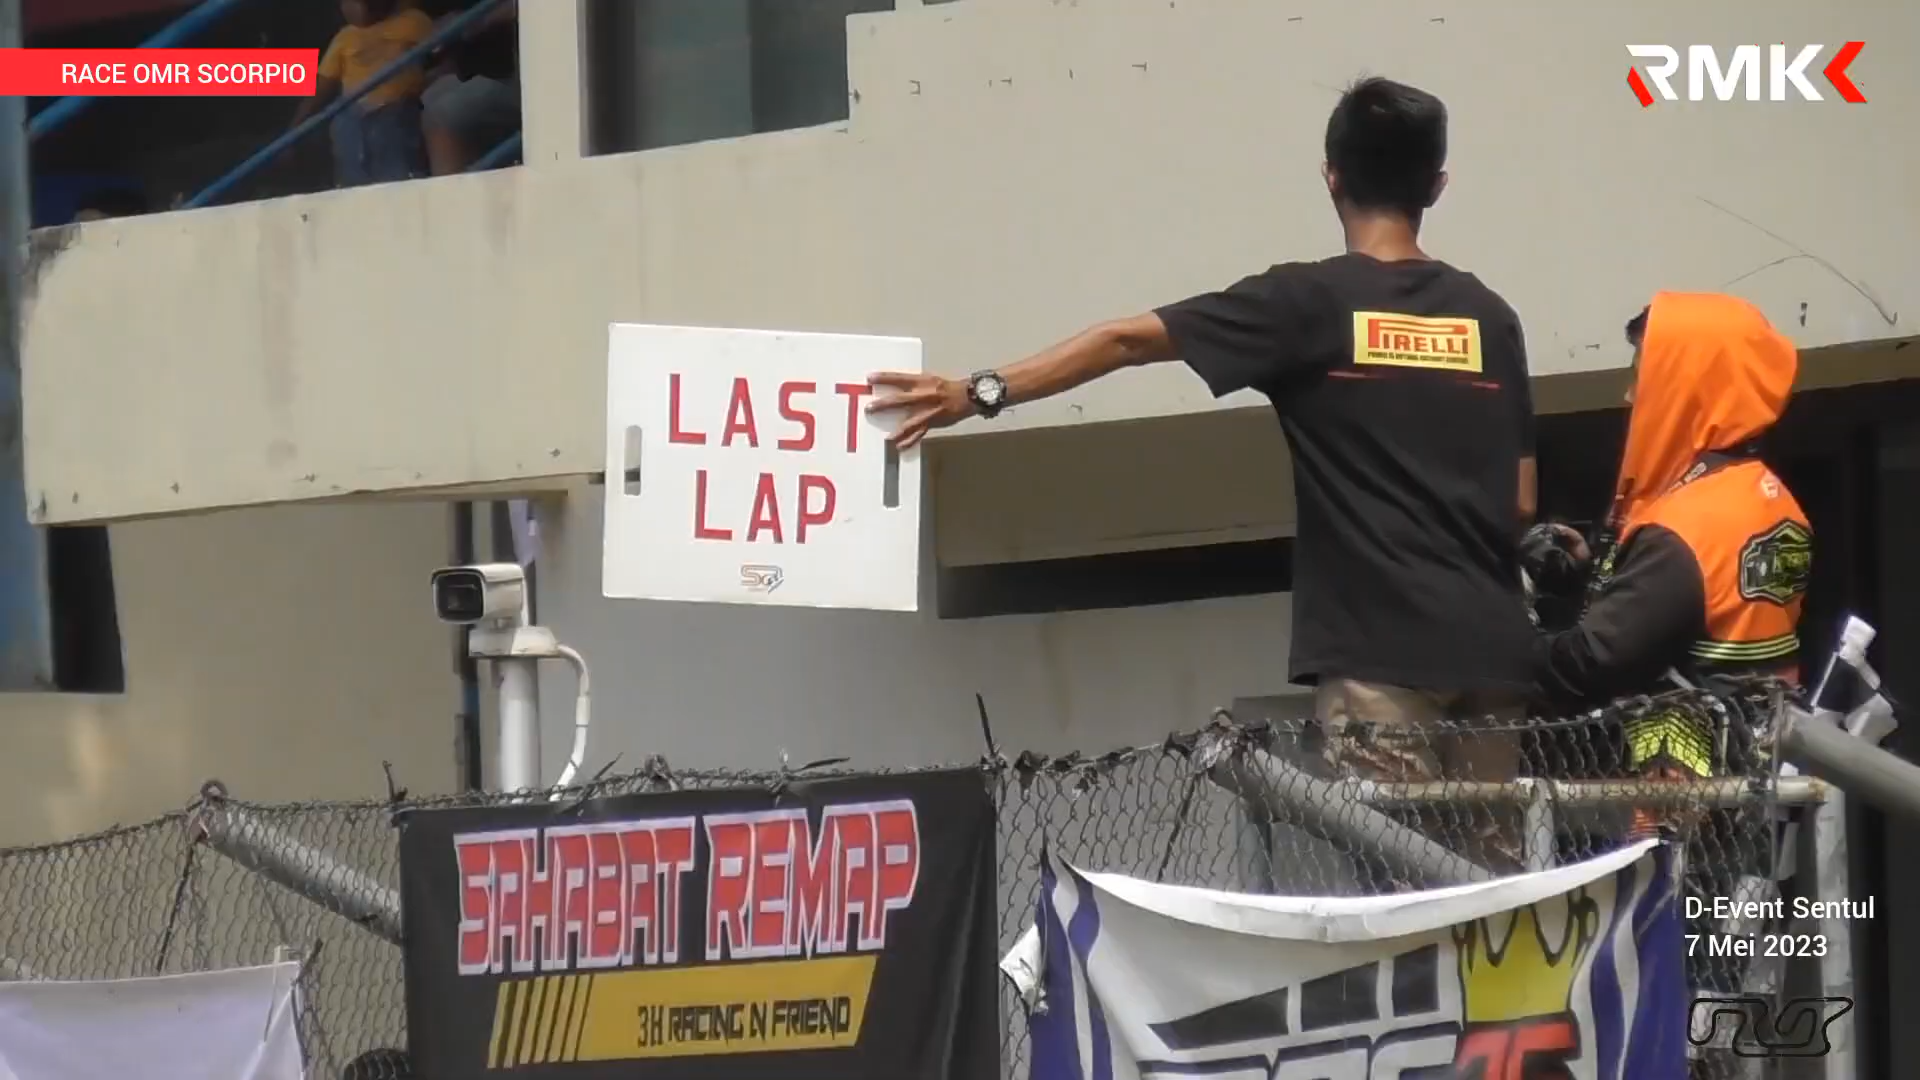 RACE OMR SCORPIO
RMK
PIRELLI
LAST
LAP
SAHABAT REMAP
3H RACING N FRIEND
D-Event Sentul
7 Mei 2023